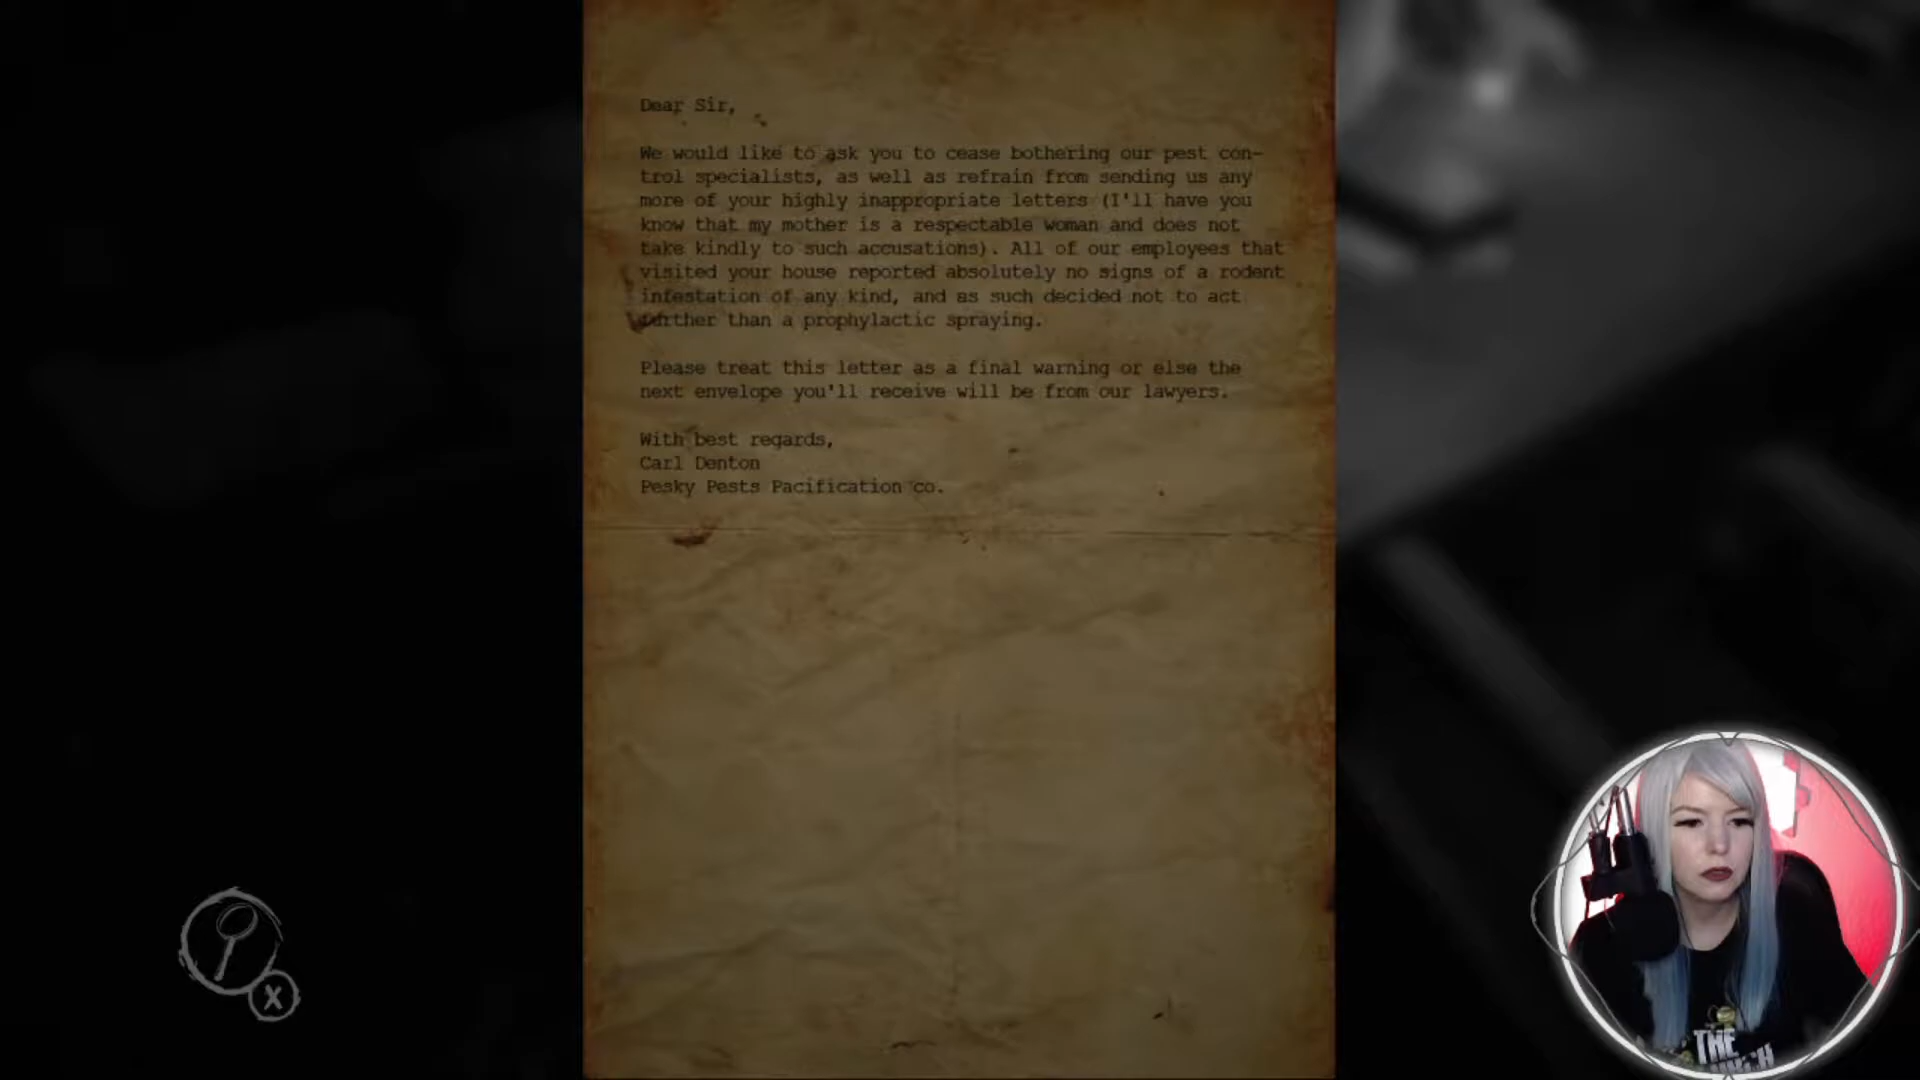 Dear Sir,
We would like to ask you to cease bothering our pest con-
trol specialists, as well as refrain from sending us any
more of your highly inappropriate letters (I'll have you
know that my mother is a respectable woman and does not
take kindly to such accusations). All of our employees that
visited your house reported absolutely no signs of a rodent
infestation of any kind, and as such decided not to act
further than a prophylactic spraying.
Please treat this letter as a final warning or else the
next envelope you'll receive will be from our lawyers.
With best regards,
Carl Denton
Pesky Pests Pacification co.
X
THE